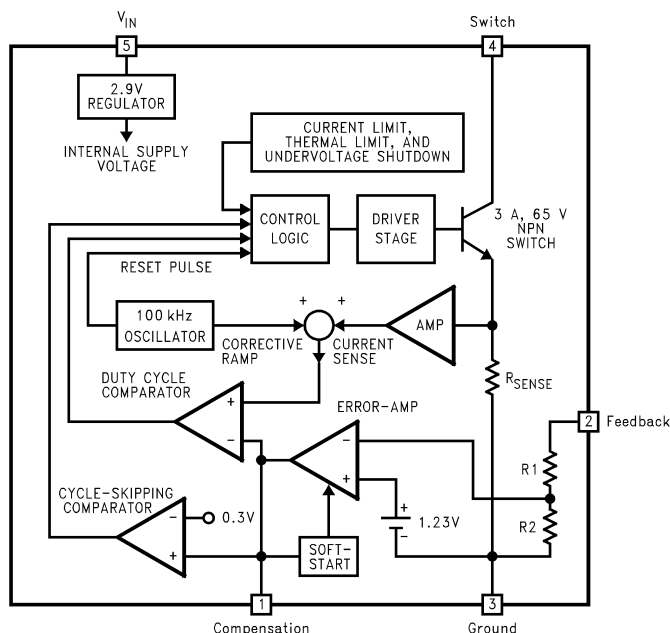 VIN
Switch
5
4
2.9V
REGULATOR
INTERNAL SUPPLY
VOLTAGE
CURRENT LIMIT,
THERMAL LIMIT, AND
UNDERVOLTAGE SHUTDOWN
CONTROL
LOGIC
DRIVER
STAGE
3 A, 65 V
NPN
SWITCH
RESET PULSE
100 kHz
OSCILLATOR
+
+
CORRECTIVE
RAMP
CURRENT
SENSE
AMP
RSENSE
DUTY CYCLE
COMPARATOR
+
-
ERROR-AMP
-
+
2
Feedback
R1
R2
CYCLE-SKIPPING
COMPARATOR
-
+
0.3V
SOFT-
START
+
-
1.23V
1
3
Compensation
Ground